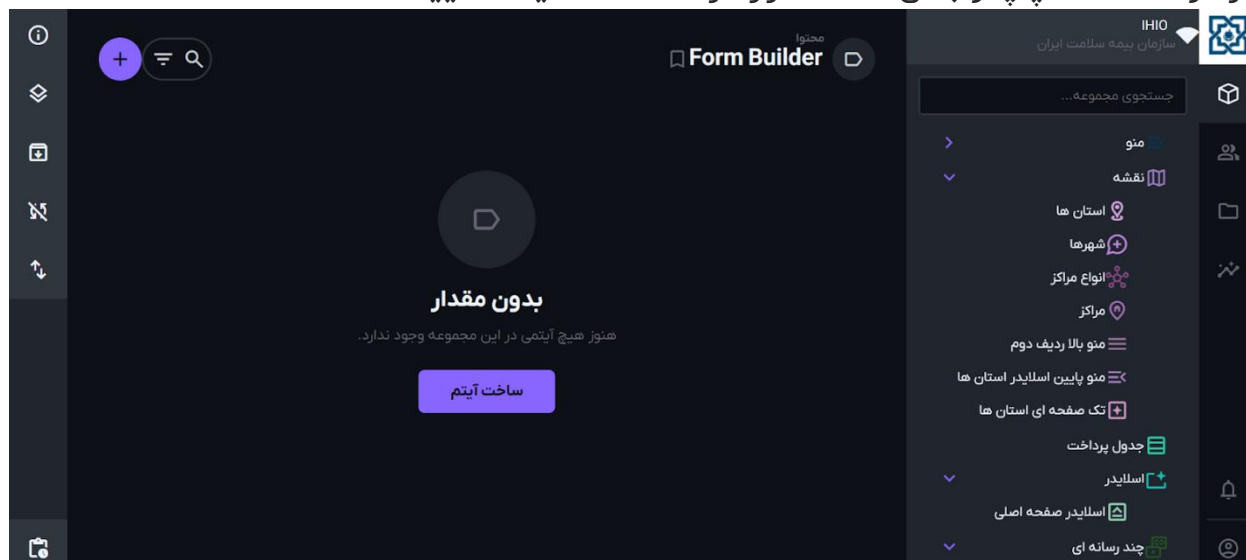 IHIO
سازمان بیمه سلامت ایران
جستجوی مجموعه...
منو
نقشه
استان ها
شهرها
انواع مراکز
مراکز
منو بالا ردیف دوم
منو پایین اسلایدر استان ها
تک صفحه ای استان ها
جدول پرداخت
اسلایدر
اسلایدر صفحه اصلی
چند رسانه ای
محتوا
Form Builder
بدون مقدار
هنوز هیچ آیتمی در این مجموعه وجود ندارد.
ساخت آیتم